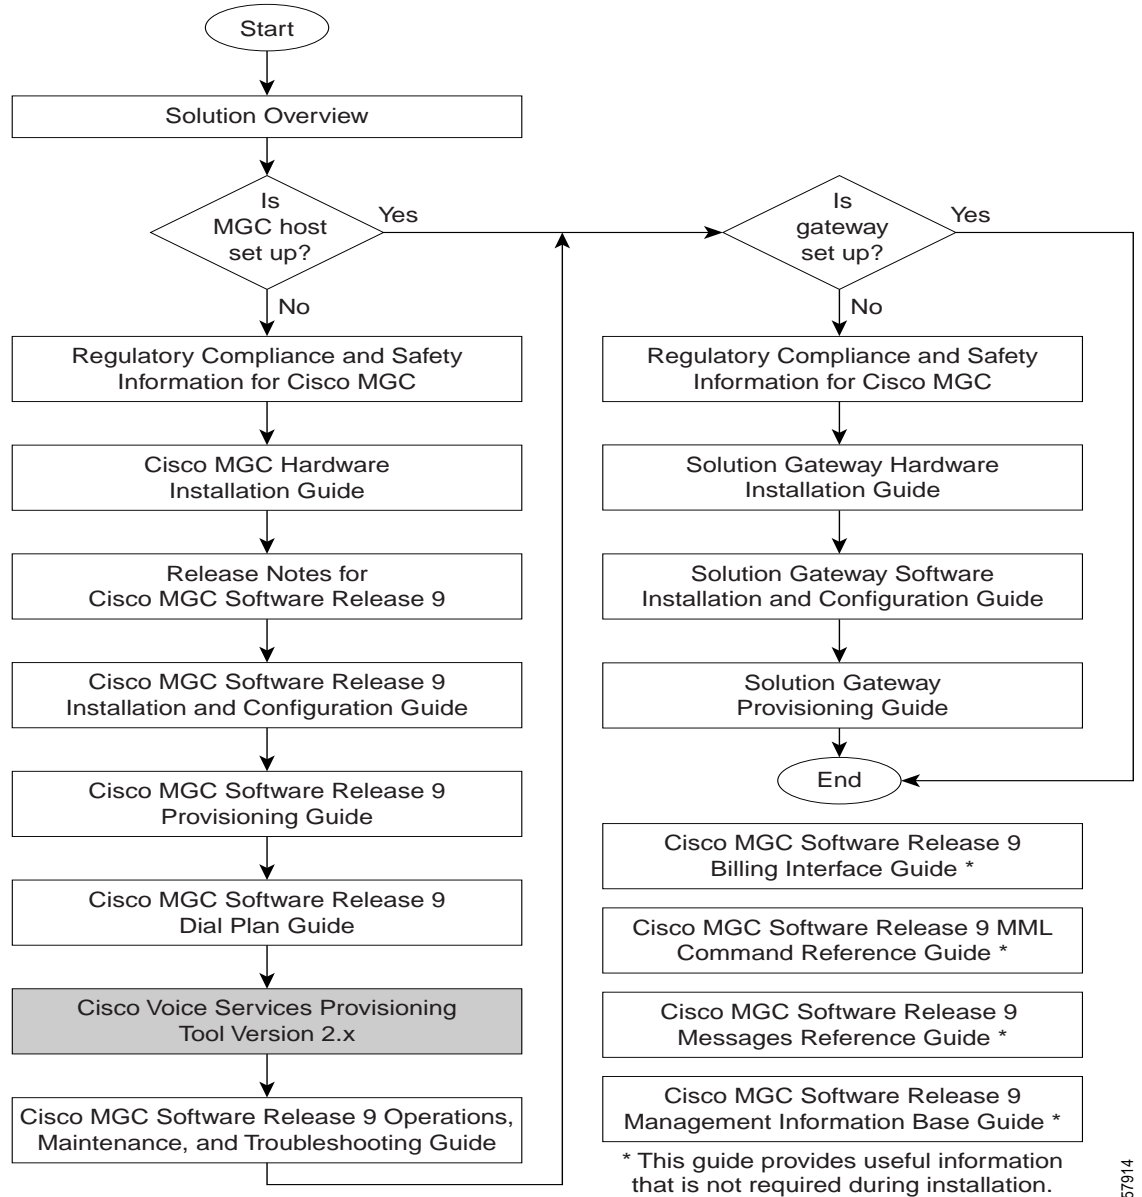 Start
Solution Overview
Is
MGC host
set up?
Yes
No
Regulatory Compliance and Safety
Information for Cisco MGC
Cisco MGC Hardware
Installation Guide
Release Notes for
Cisco MGC Software Release 9
Cisco MGC Software Release 9
Installation and Configuration Guide
Cisco MGC Software Release 9
Provisioning Guide
Cisco MGC Software Release 9
Dial Plan Guide
Cisco Voice Services Provisioning
Tool Version 2.x
Cisco MGC Software Release 9 Operations,
Maintenance, and Troubleshooting Guide
Is
gateway
set up?
Yes
No
Regulatory Compliance and Safety
Information for Cisco MGC
Solution Gateway Hardware
Installation Guide
Solution Gateway Software
Installation and Configuration Guide
Solution Gateway
Provisioning Guide
End
Cisco MGC Software Release 9
Billing Interface Guide *
Cisco MGC Software Release 9 MML
Command Reference Guide *
Cisco MGC Software Release 9
Messages Reference Guide *
Cisco MGC Software Release 9
Management Information Base Guide *
* This guide provides useful information
that is not required during installation.
57914